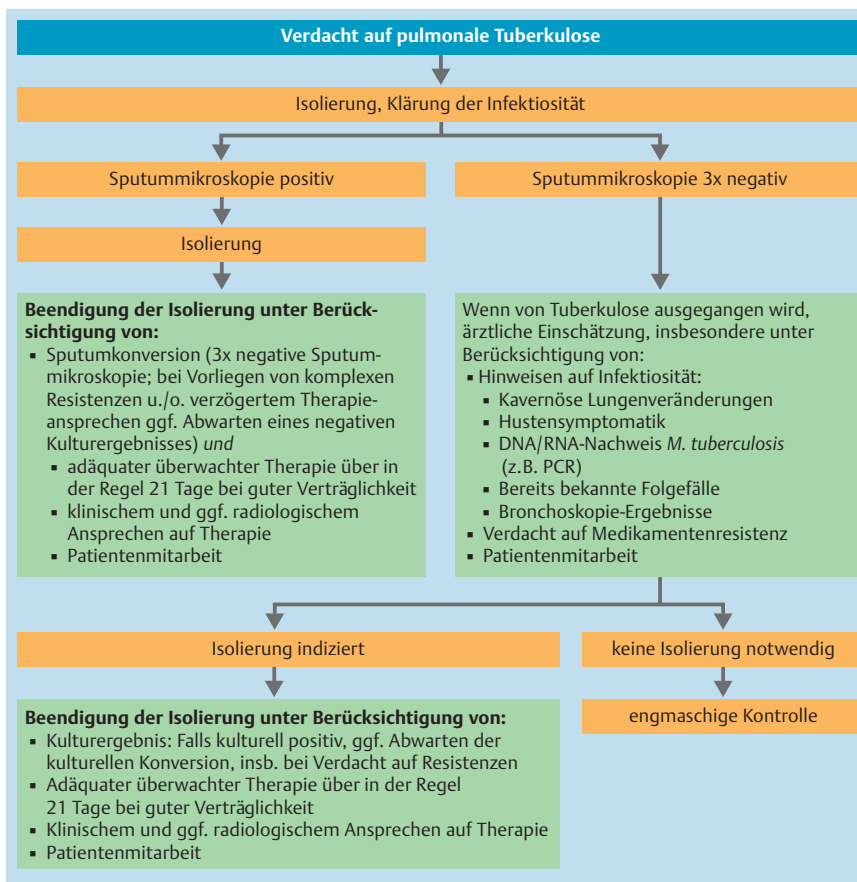 Verdacht auf pulmonale Tuberkulose
Isolierung, Klärung der Infektiosität
Sputummikroskopie positiv
Isolierung
Beendigung der Isolierung unter Berück-
sichtigung von:
▪ Sputumkonversion (3x negative Sputum-
mikroskopie; bei Vorliegen von komplexen
Resistenzen u./o. verzögertem Therapie-
ansprechen ggf. Abwarten eines negativen
Kulturergebnisses) und
▪ adäquater überwachter Therapie über in
der Regel 21 Tage bei guter Verträglichkeit
▪ klinischem und ggf. radiologischem
Ansprechen auf Therapie
▪ Patientenmitarbeit
Sputummikroskopie 3x negativ
Wenn von Tuberkulose ausgegangen wird,
ärztliche Einschätzung, insbesondere unter
Berücksichtigung von:
▪ Hinweisen auf Infektiosität:
▪ Kavernöse Lungenveränderungen
▪ Hustensymptomatik
▪ DNA/RNA-Nachweis M. tuberculosis
(z.B. PCR)
▪ Bereits bekannte Folgefälle
▪ Bronchoskopie-Ergebnisse
▪ Verdacht auf Medikamentenresistenz
▪ Patientenmitarbeit
Isolierung indiziert
Beendigung der Isolierung unter Berücksichtigung von:
▪ Kulturergebnis: Falls kulturell positiv, ggf. Abwarten der
kulturellen Konversion, insb. bei Verdacht auf Resistenzen
▪ Adäquater überwachter Therapie über in der Regel
21 Tage bei guter Verträglichkeit
▪ Klinischem und ggf. radiologischem Ansprechen auf Therapie
▪ Patientenmitarbeit
keine Isolierung notwendig
engmaschige Kontrolle